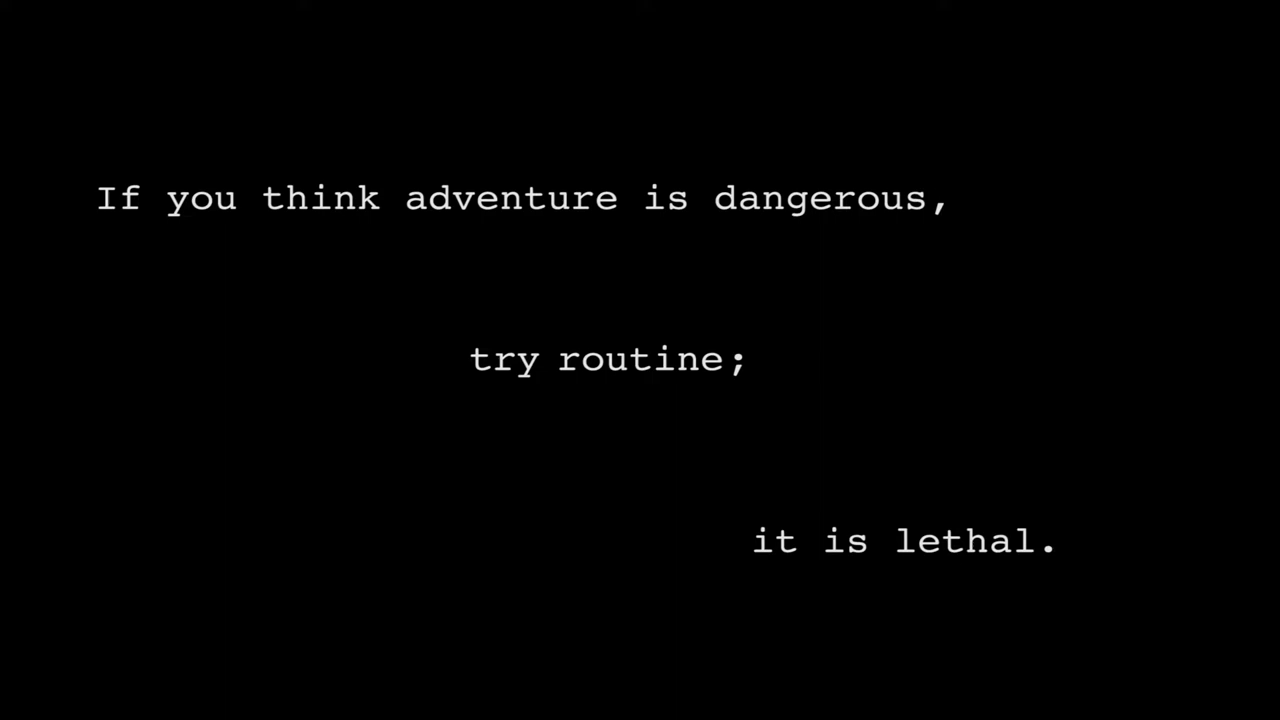 If you think adventure is dangerous,
try routine;
it is lethal.